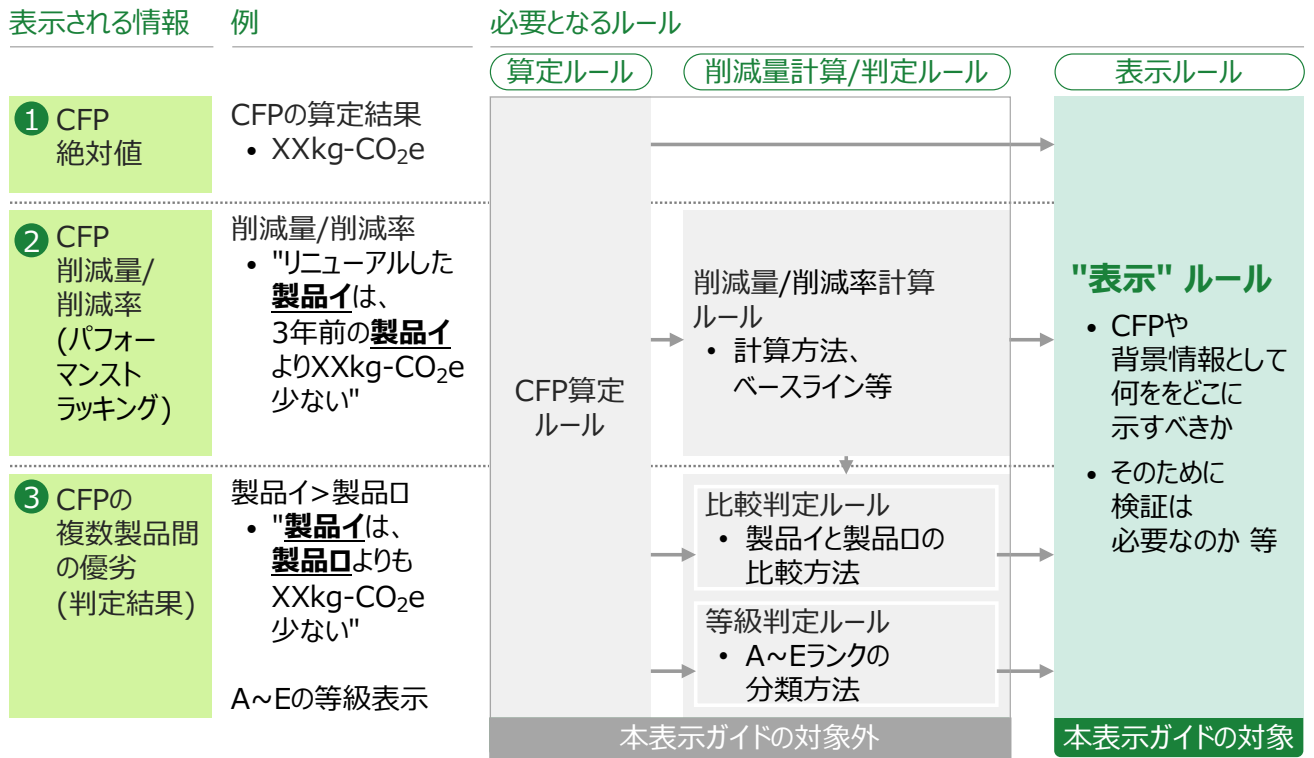 表示される情報
例
必要となるルール
算定ルール
削減量計算/判定ルール
表示ルール
1 CFP
絶対値
CFPの算定結果
• XXkg-CO₂e
2 CFP
削減量/
削減率
(パフォー
マンスト
ラッキング)
削減量/削減率
• "リニューアルした
製品イは、
3年前の製品イ
よりXXkg-CO₂e
少ない"
3 CFPの
複数製品間
の優劣
(判定結果)
製品イ>製品ロ
• "製品イは、
製品ロよりも
XXkg-CO₂e
少ない"
A~Eの等級表示
CFP算定
ルール
削減量/削減率計算
ルール
• 計算方法、
ベースライン等
比較判定ルール
• 製品イと製品ロの
比較方法
等級判定ルール
• A~Eランクの
分類方法
"表示" ルール
• CFPや
背景情報として
何ををどこに
示すべきか
• そのために
検証は
必要なのか 等
本表示ガイドの対象外
本表示ガイドの対象